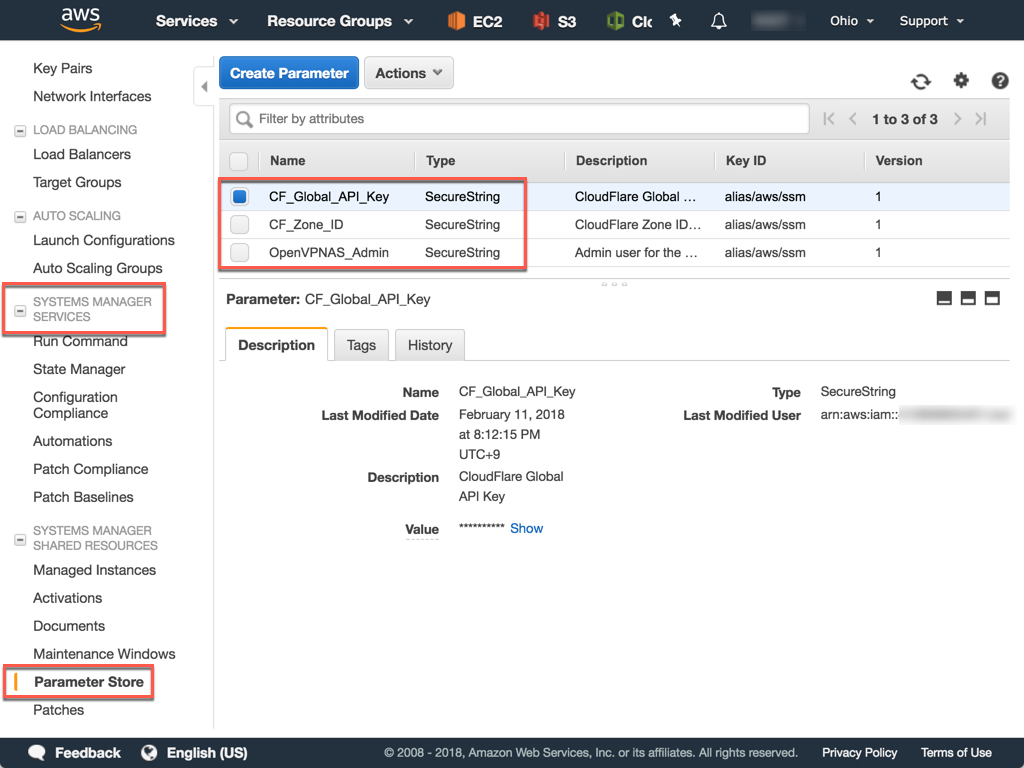 aws Services Resource Groups EC2 S3 Clo Ohio Support
Key Pairs
Network Interfaces
LOAD BALANCING
Load Balancers
Target Groups
AUTO SCALING
Launch Configurations
Auto Scaling Groups
SYSTEMS MANAGER
SERVICES
Run Command
State Manager
Configuration
Compliance
Automations
Patch Compliance
Patch Baselines
SYSTEMS MANAGER
SHARED RESOURCES
Managed Instances
Activations
Documents
Maintenance Windows
Parameter Store
Patches
Create Parameter Actions
Filter by attributes 1 to 3 of 3
Name Type Description Key ID Version
CF_Global_API_Key SecureString CloudFlare Global ... alias/aws/ssm 1
CF_Zone_ID SecureString CloudFlare Zone ID... alias/aws/ssm 1
OpenVPNAS_Admin SecureString Admin user for the ... alias/aws/ssm 1
Parameter: CF_Global_API_Key
Description Tags History
Name CF_Global_API_Key Type SecureString
Last Modified Date February 11, 2018 Last Modified User arn:aws:iam::
at 8:12:15 PM
UTC+9
Description CloudFlare Global
API Key
Value ********** Show
Feedback English (US) © 2008 - 2018, Amazon Web Services, Inc. or its affiliates. All rights reserved. Privacy Policy Terms of Use